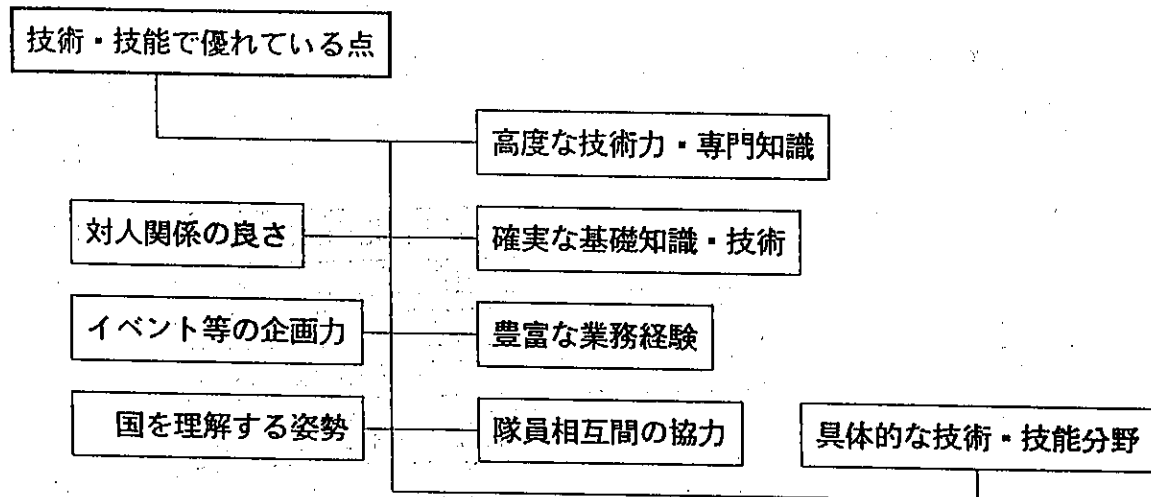 技術・技能で優れている点
高度な技術力・専門知識
対人関係の良さ
確実な基礎知識・技術
イベント等の企画力
豊富な業務経験
国を理解する姿勢
隊員相互間の協力
具体的な技術・技能分野